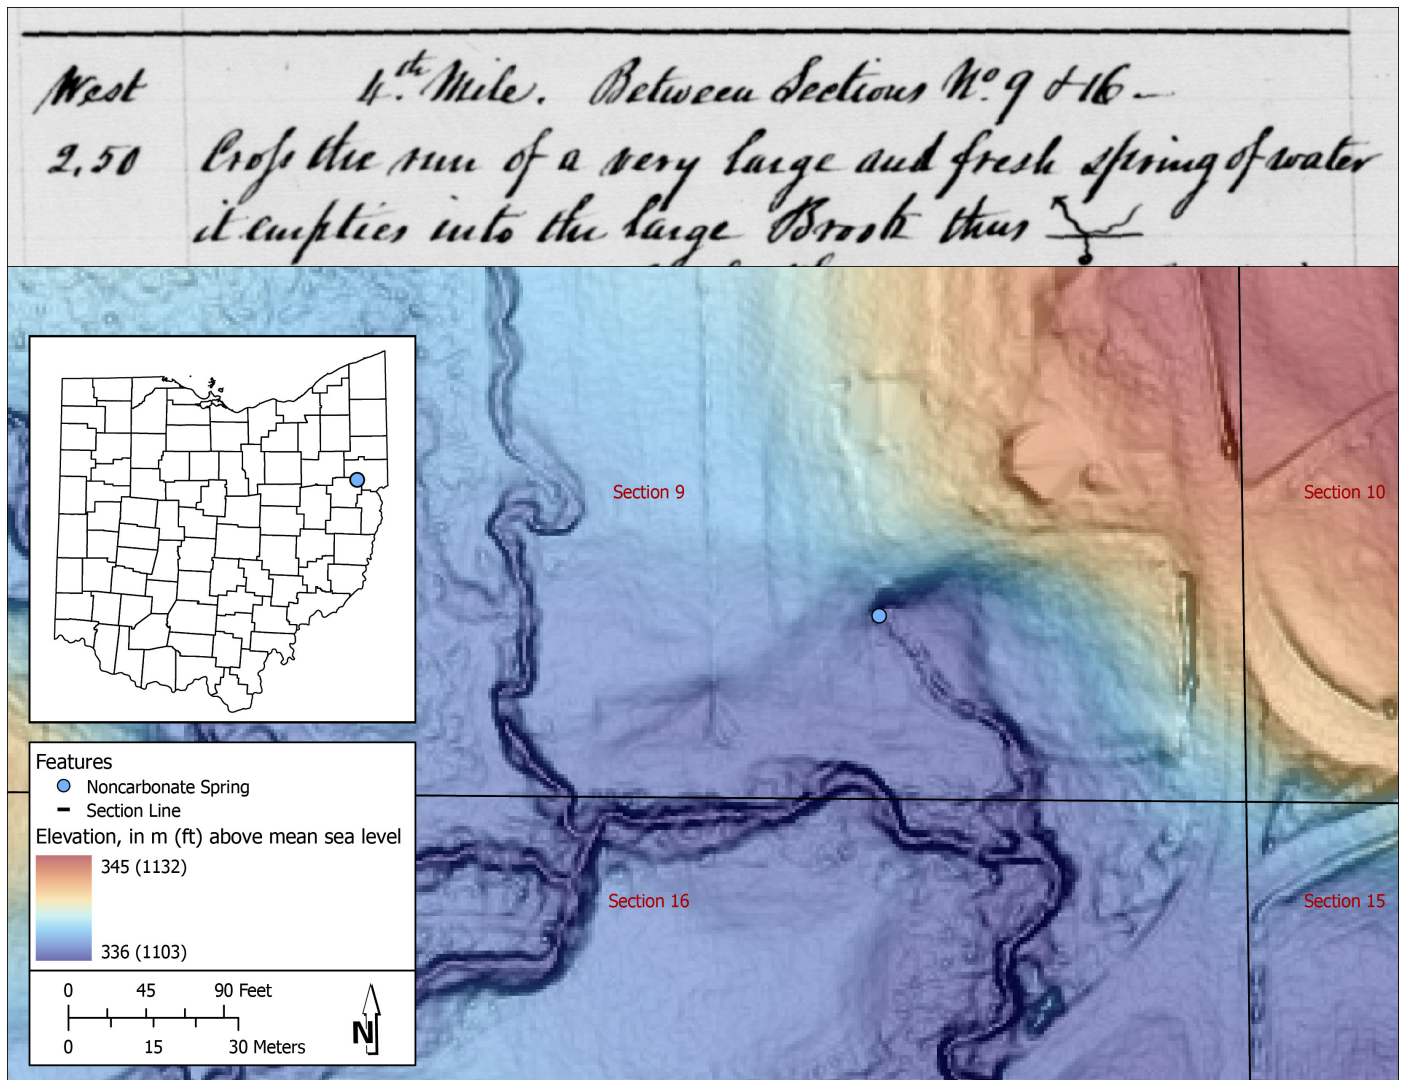 West 4.th Mile. Between Sections No. 9 & 16 -
2,50 Cross the run of a very large and fresh spring of water
it empties into the large Brook thus
Section 9
Section 10
Features
Noncarbonate Spring
Section Line
Elevation, in m (ft) above mean sea level
345 (1132)
336 (1103)
Section 16
Section 15
0 45 90 Feet
0 15 30 Meters
N